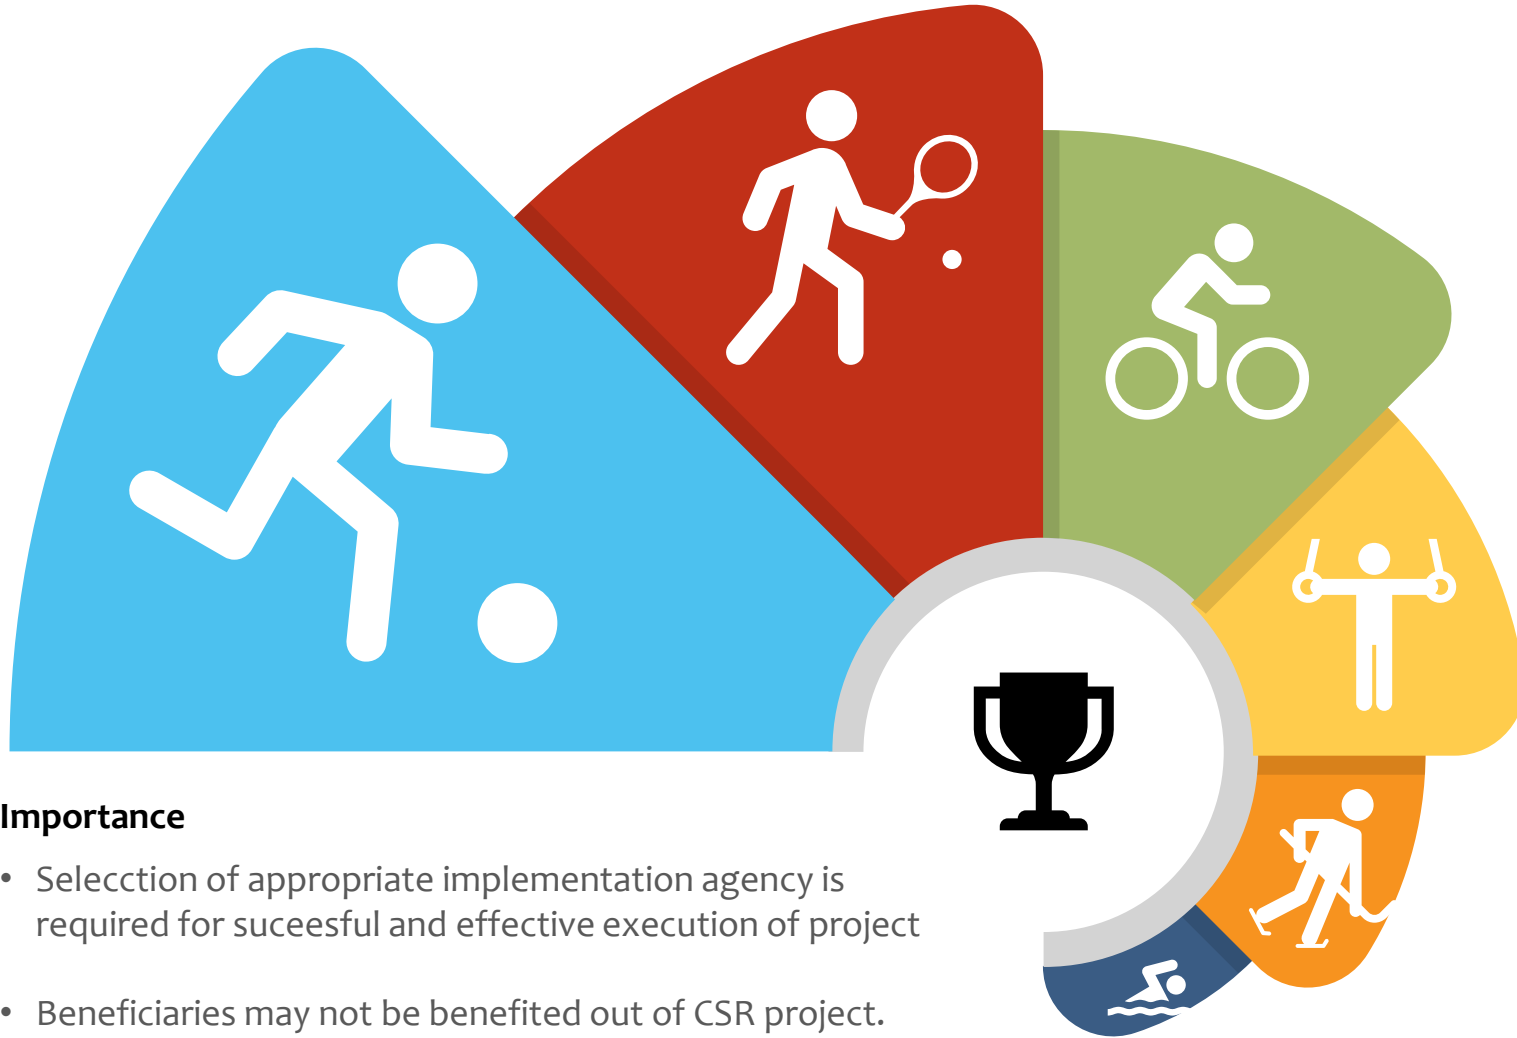 Importance
• Selecction of appropriate implementation agency is
required for suceesful and effective execution of project
• Beneficiaries may not be benefited out of CSR project.